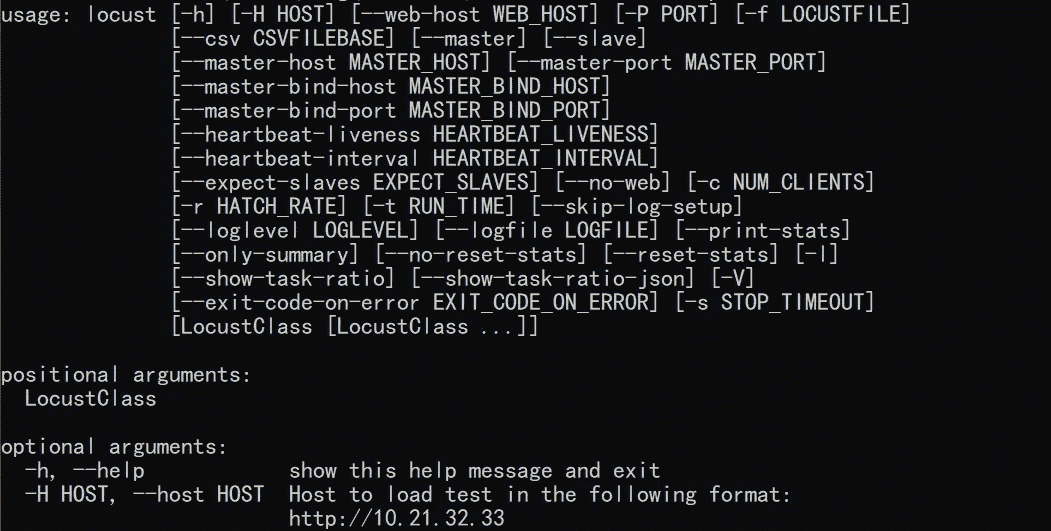 usage: locust [-h] [-H HOST] [--web-host WEB_HOST] [-P PORT] [-f LOCUSTFILE]
[--csv CSVFILEBASE] [--master] [--slave]
[--master-host MASTER_HOST] [--master-port MASTER_PORT]
[--master-bind-host MASTER_BIND_HOST]
[--master-bind-port MASTER_BIND_PORT]
[--heartbeat-liveness HEARTBEAT_LIVENESS]
[--heartbeat-interval HEARTBEAT_INTERVAL]
[--expect-slaves EXPECT_SLAVES] [--no-web] [-c NUM_CLIENTS]
[-r HATCH_RATE] [-t RUN_TIME] [--skip-log-setup]
[--loglevel LOGLEVEL] [--logfile LOGFILE] [--print-stats]
[--only-summary] [--no-reset-stats] [--reset-stats] [-l]
[--show-task-ratio] [--show-task-ratio-json] [-V]
[--exit-code-on-error EXIT_CODE_ON_ERROR] [-s STOP_TIMEOUT]
[LocustClass [LocustClass ...]]
positional arguments:
LocustClass
optional arguments:
-h, --help show this help message and exit
-H HOST, --host HOST Host to load test in the following format:
http://10.21.32.33